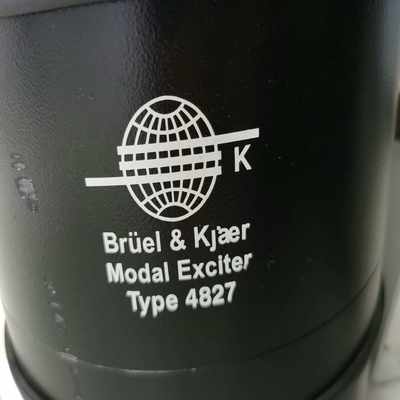 K
Brüel & Kjær
Modal Exciter
Type 4827